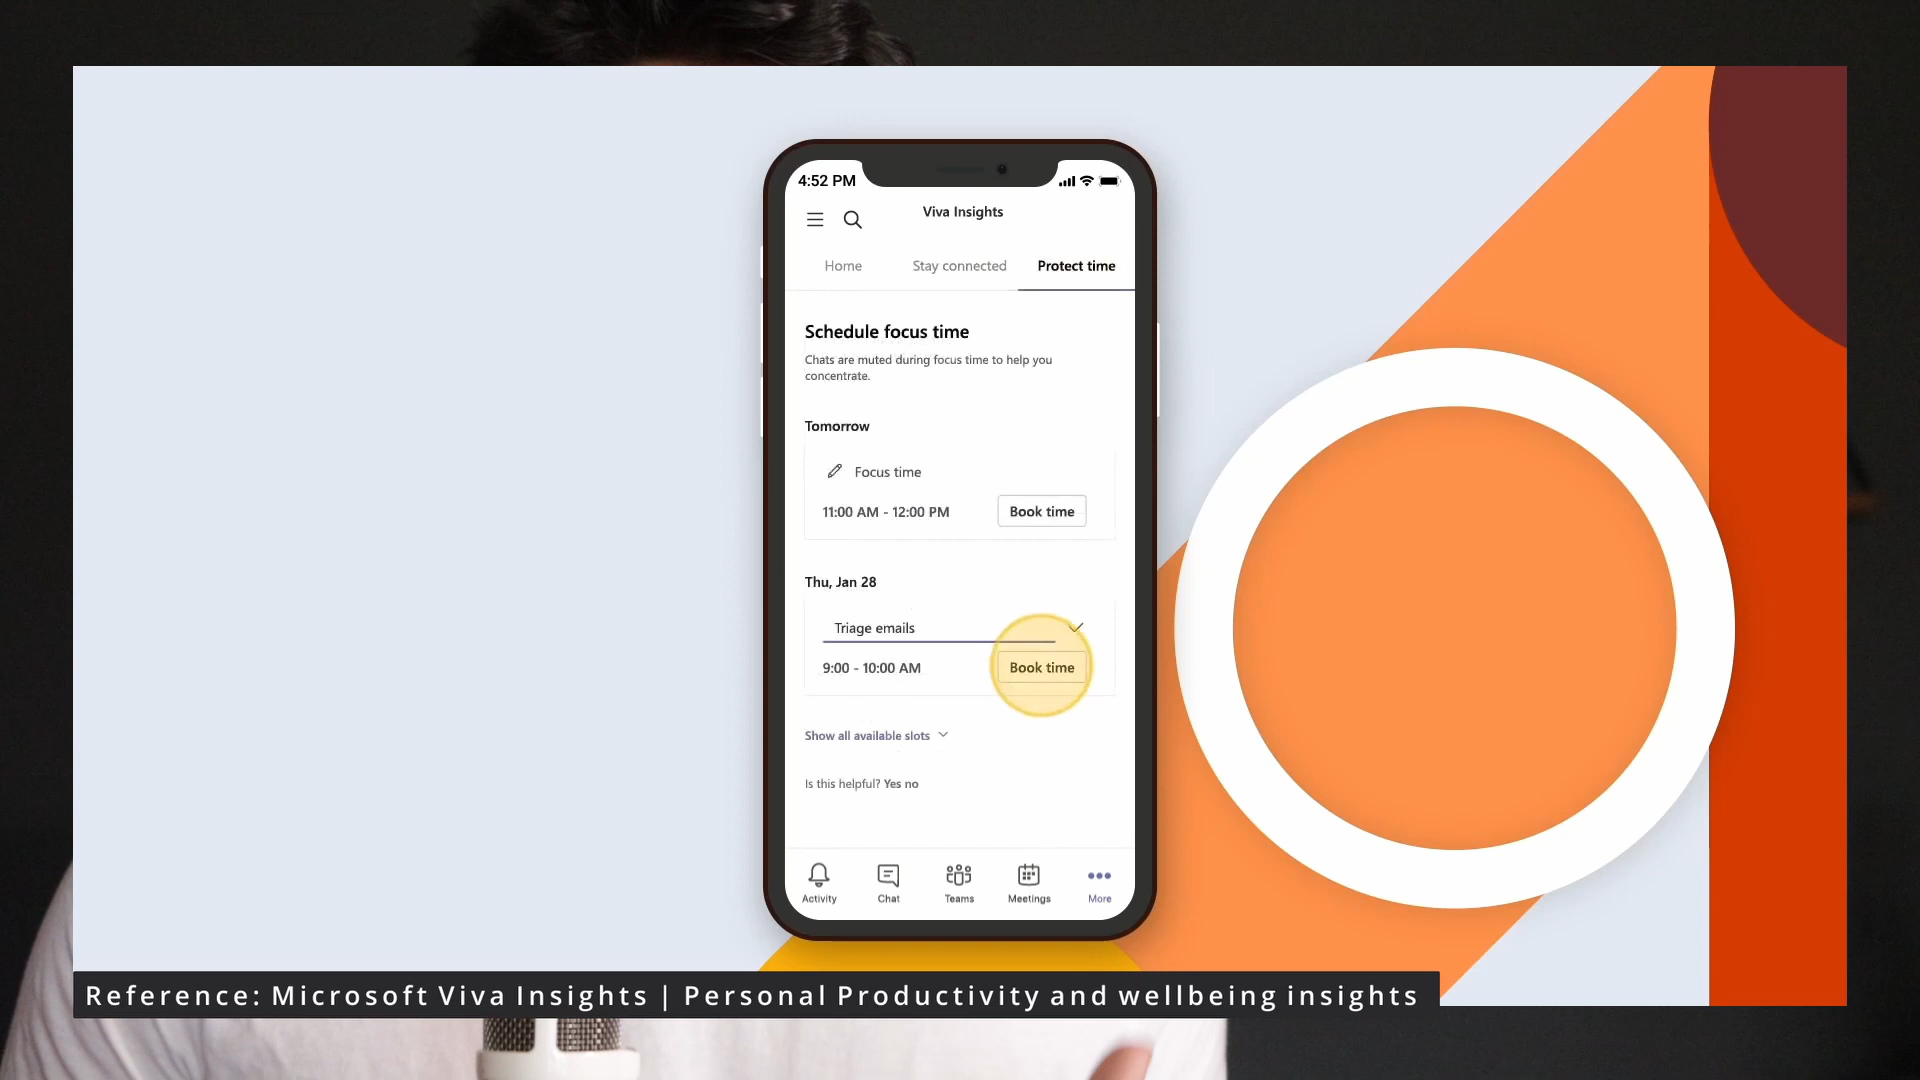 4:52 PM
Viva Insights
Home Stay connected Protect time
Schedule focus time
Chats are muted during focus time to help you
concentrate.
Tomorrow
Focus time
11:00 AM - 12:00 PM Book time
Thu, Jan 28
Triage emails
9:00 - 10:00 AM Book time
Show all available slots
Is this helpful? Yes no
Activity Chat Teams Meetings More
Reference: Microsoft Viva Insights | Personal Productivity and wellbeing insights